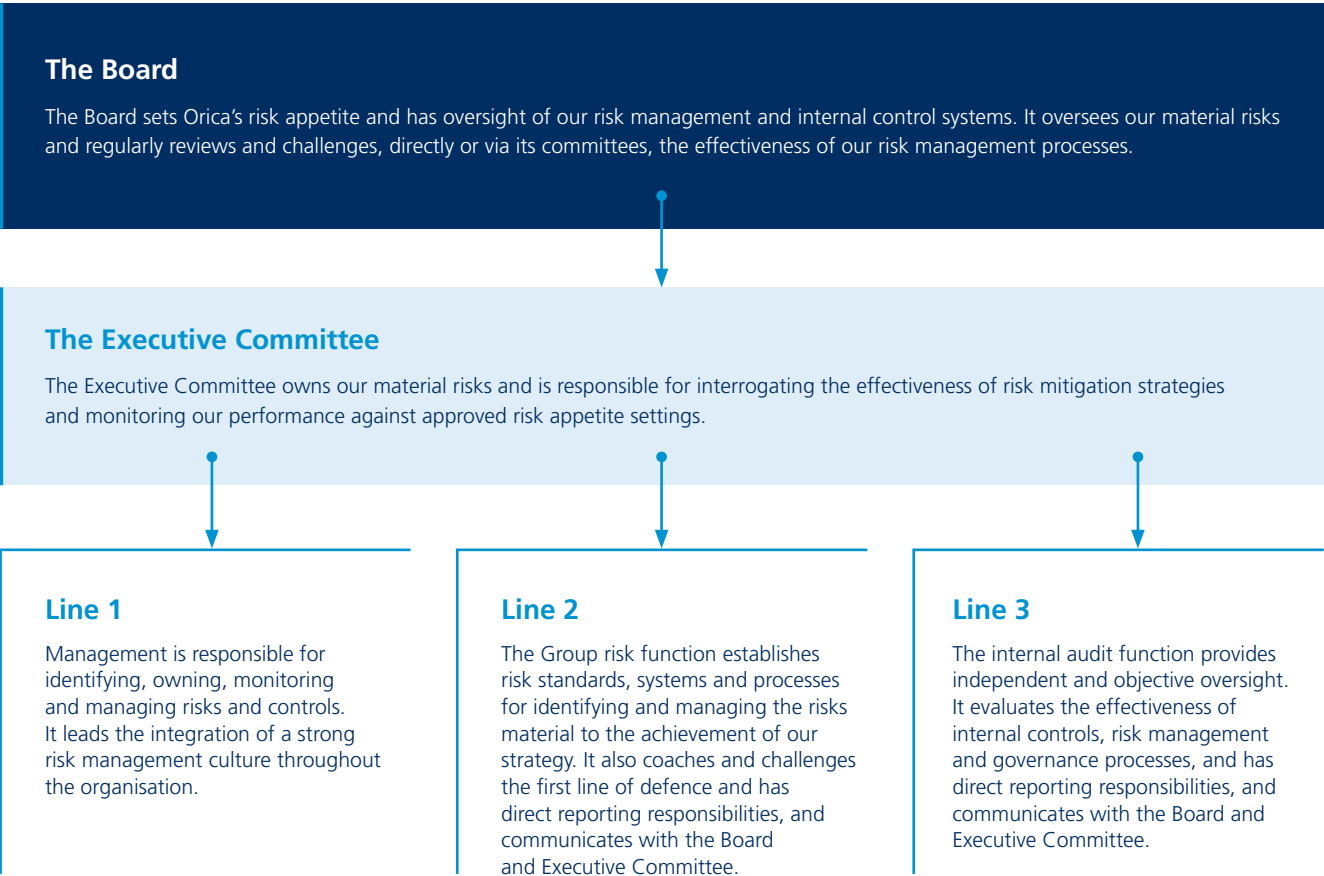 The Board
The Board sets Orica’s risk appetite and has oversight of our risk management and internal control systems. It oversees our material risks
and regularly reviews and challenges, directly or via its committees, the effectiveness of our risk management processes.
The Executive Committee
The Executive Committee owns our material risks and is responsible for interrogating the effectiveness of risk mitigation strategies
and monitoring our performance against approved risk appetite settings.
Line 1
Management is responsible for
identifying, owning, monitoring
and managing risks and controls.
It leads the integration of a strong
risk management culture throughout
the organisation.
Line 2
The Group risk function establishes
risk standards, systems and processes
for identifying and managing the risks
material to the achievement of our
strategy. It also coaches and challenges
the first line of defence and has
direct reporting responsibilities, and
communicates with the Board
and Executive Committee.
Line 3
The internal audit function provides
independent and objective oversight.
It evaluates the effectiveness of
internal controls, risk management
and governance processes, and has
direct reporting responsibilities, and
communicates with the Board and
Executive Committee.